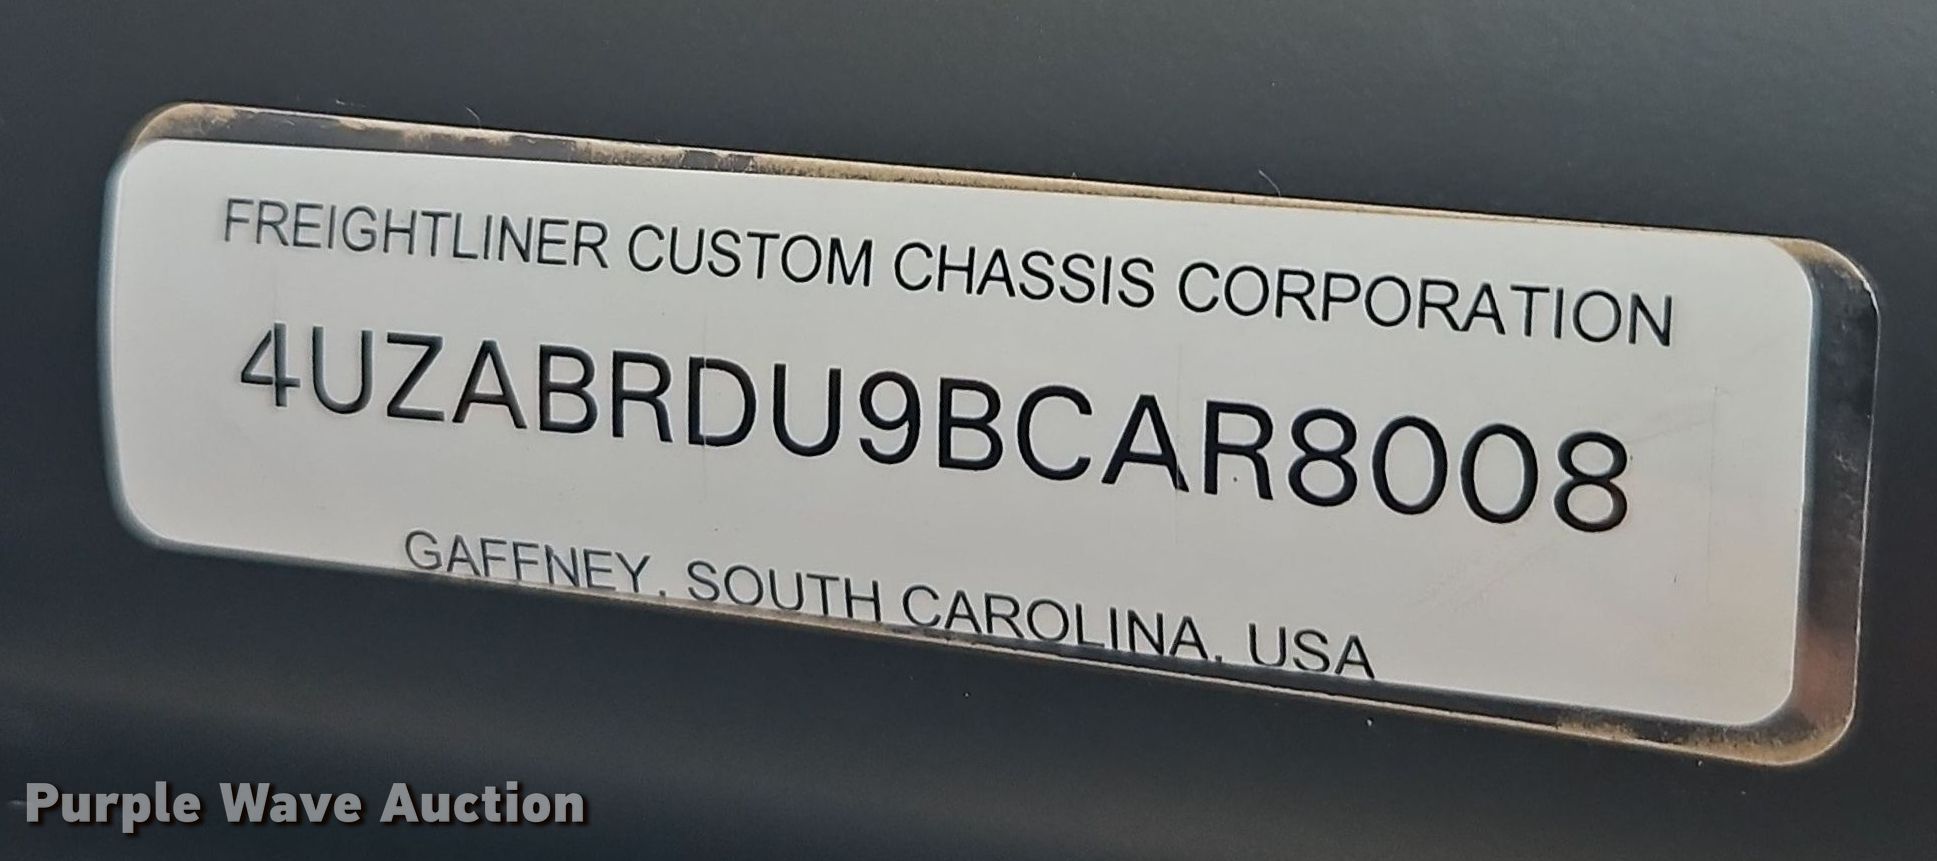 FREIGHTLINER CUSTOM CHASSIS CORPORATION
4UZABRDU9BCAR8008
GAFFNEY, SOUTH CAROLINA, USA
Purple Wave Auction